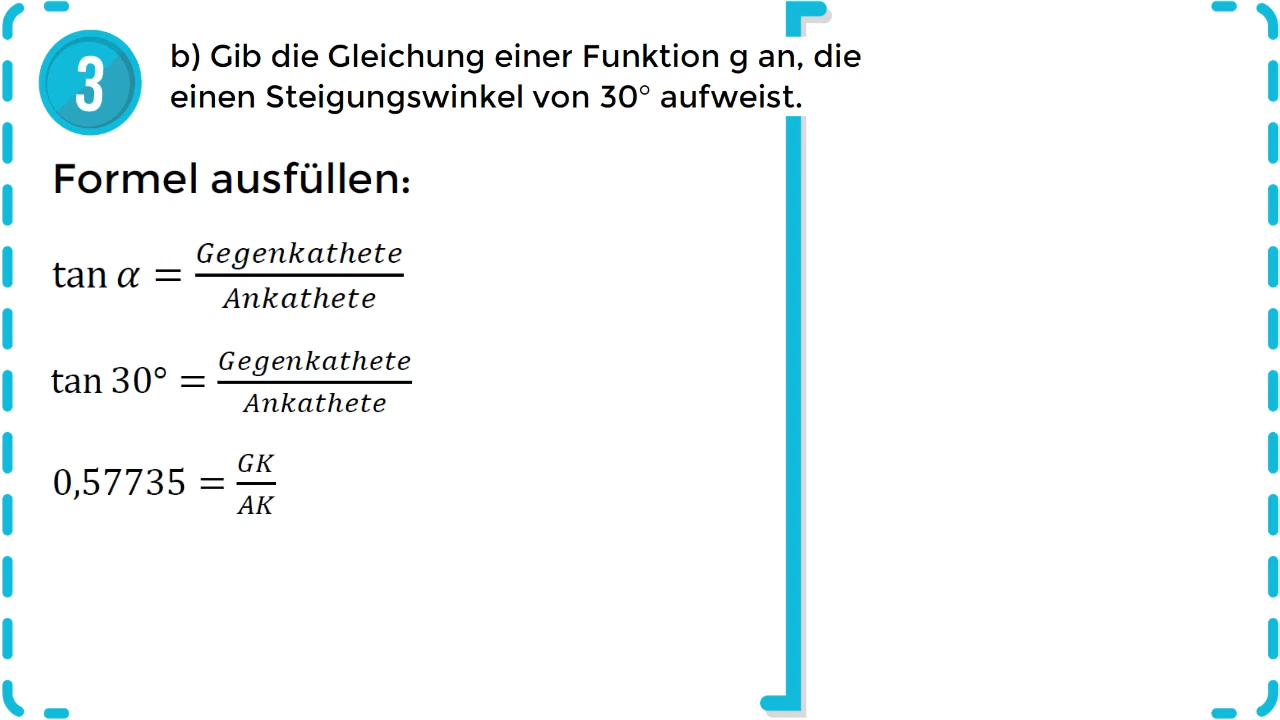 3
b) Gib die Gleichung einer Funktion g an, die
einen Steigungswinkel von 30° aufweist.
Formel ausfüllen:
tan α = Gegenkathete / Ankathete
tan 30° = Gegenkathete / Ankathete
0,57735 = GK / AK